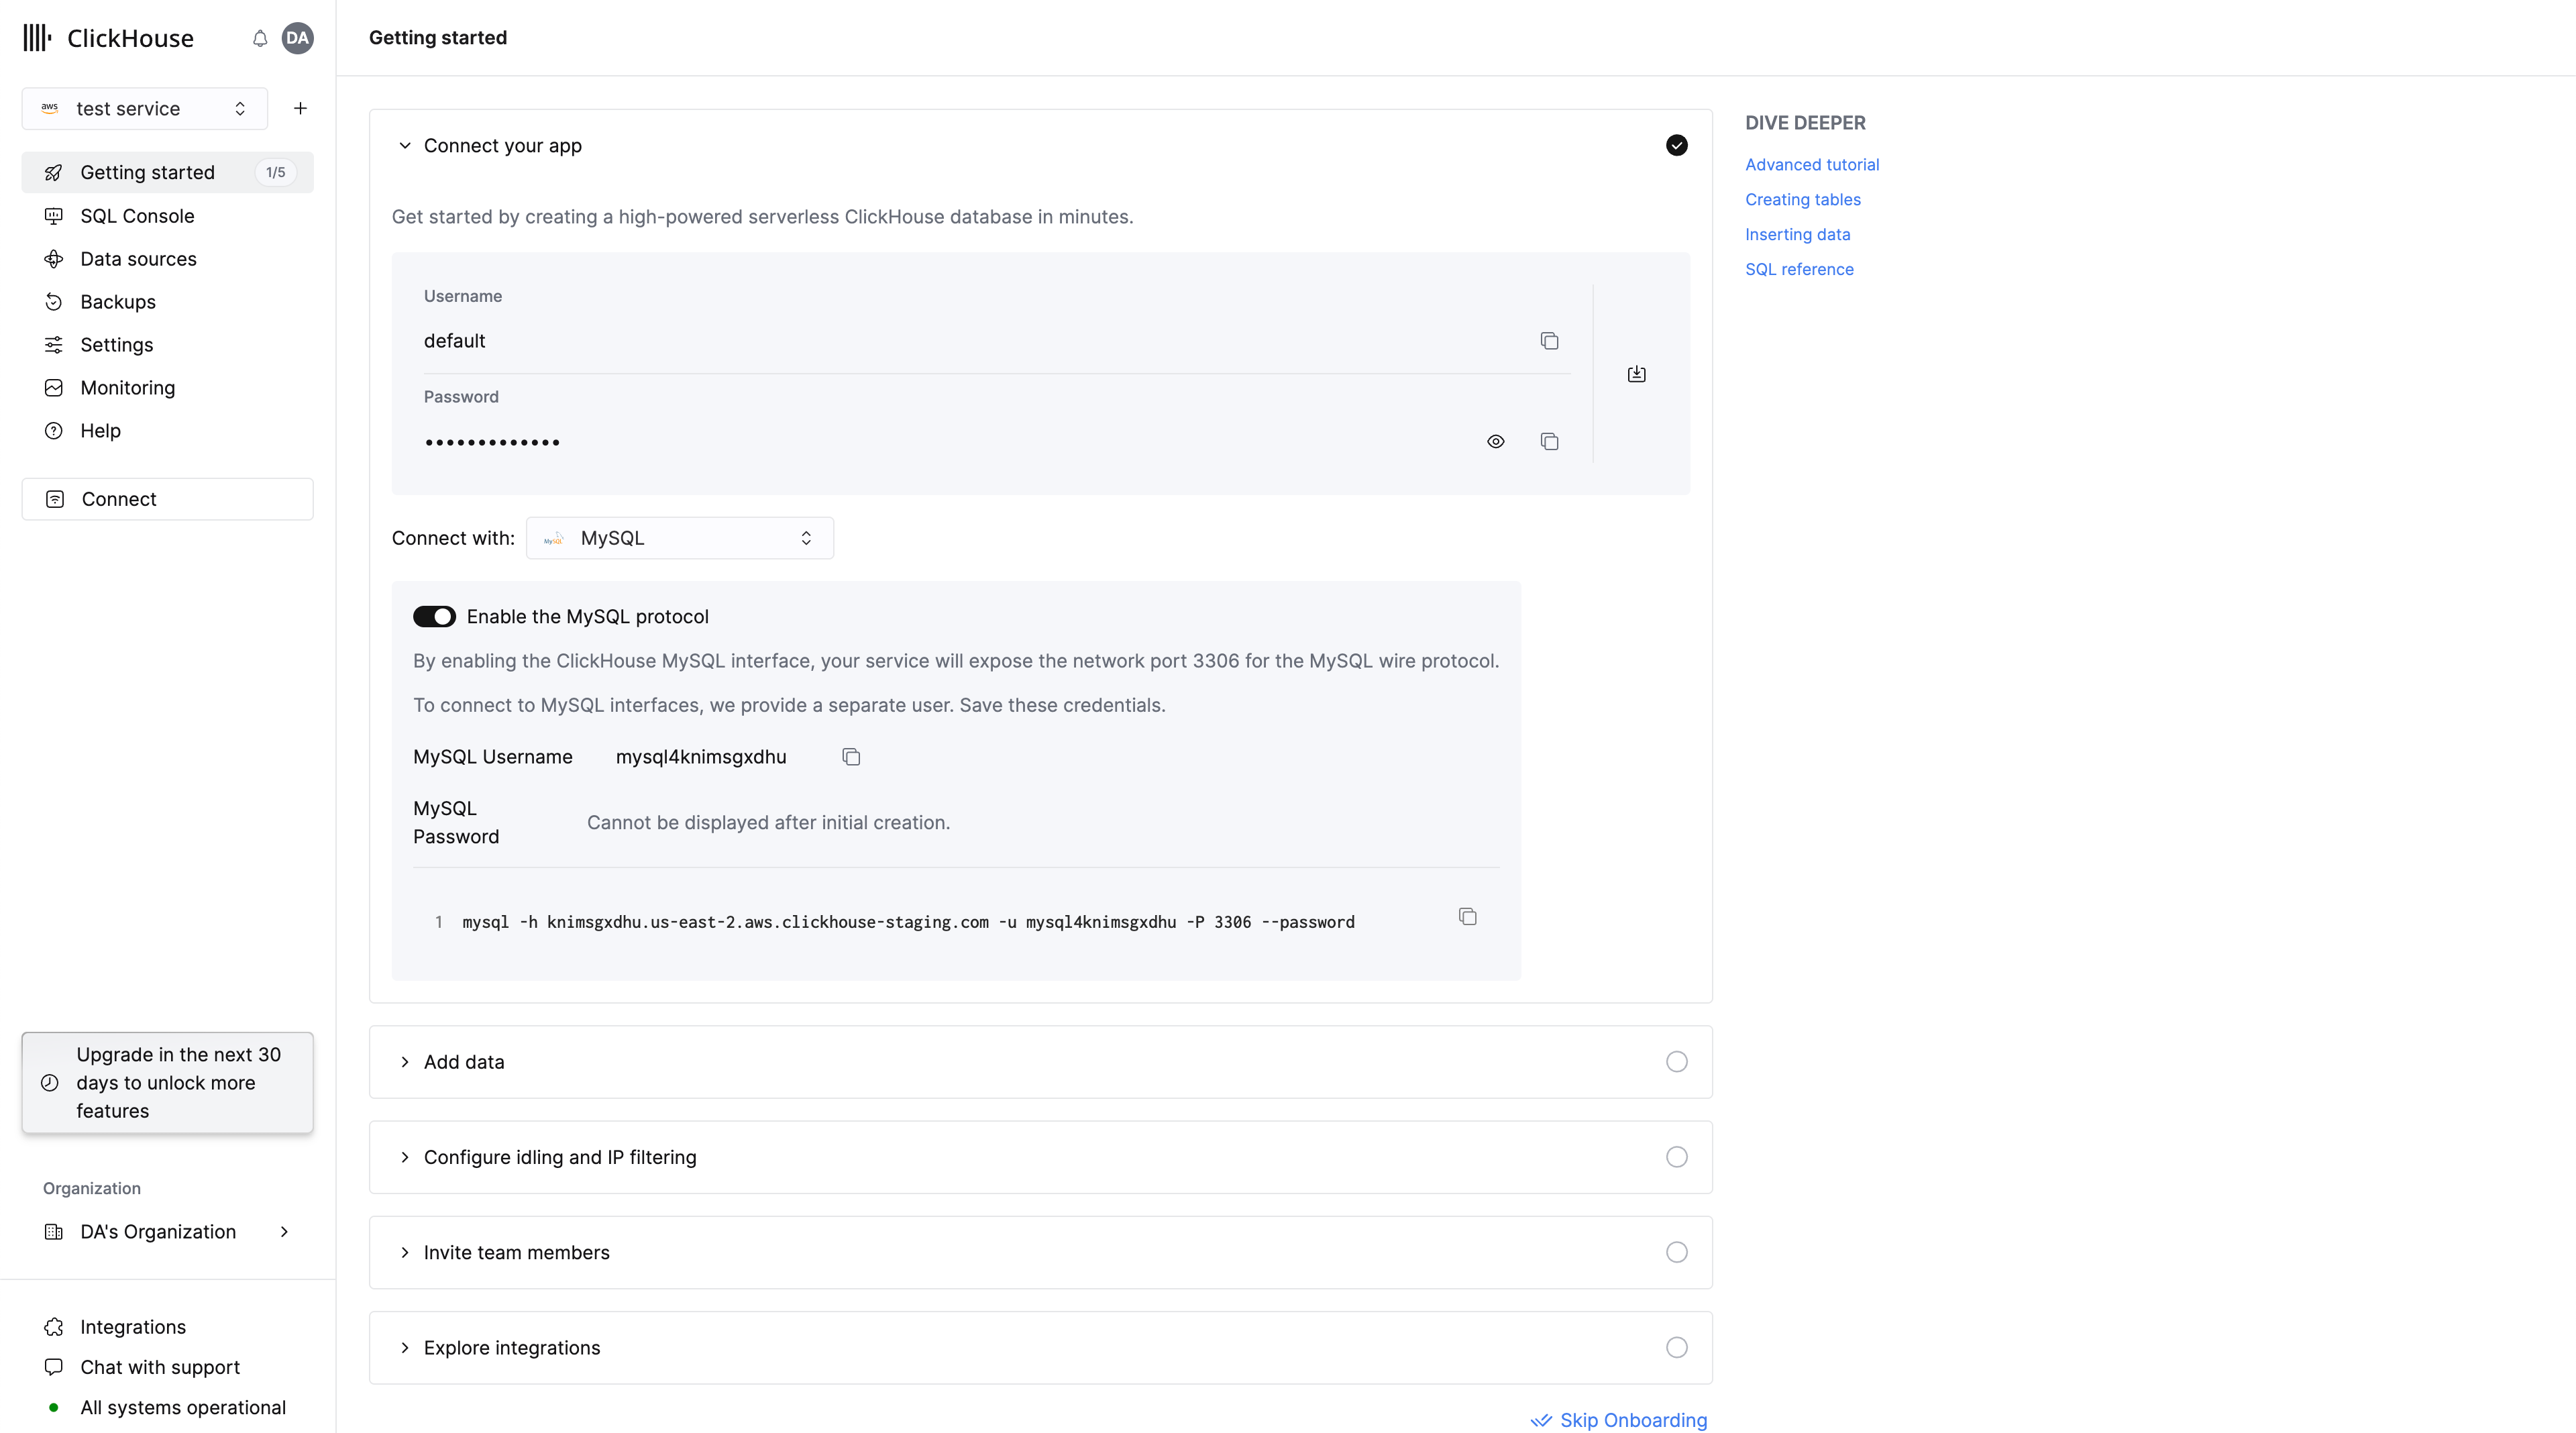 ClickHouse
DA
aws
test service
Getting started
1/5
SQL Console
Data sources
Backups
Settings
Monitoring
Help
Connect
Upgrade in the next 30
days to unlock more
features
Organization
DA's Organization
Integrations
Chat with support
All systems operational
Getting started
Connect your app
Get started by creating a high-powered serverless ClickHouse database in minutes.
Username
default
Password
•••••••••••••
Connect with:
MySQL
MySQL
Enable the MySQL protocol
By enabling the ClickHouse MySQL interface, your service will expose the network port 3306 for the MySQL wire protocol.
To connect to MySQL interfaces, we provide a separate user. Save these credentials.
MySQL Username mysql4knimsgxdhu
MySQL
Password
Cannot be displayed after initial creation.
1 mysql -h knimsgxdhu.us-east-2.aws.clickhouse-staging.com -u mysql4knimsgxdhu -P 3306 --password
Add data
Configure idling and IP filtering
Invite team members
Explore integrations
Skip Onboarding
DIVE DEEPER
Advanced tutorial
Creating tables
Inserting data
SQL reference